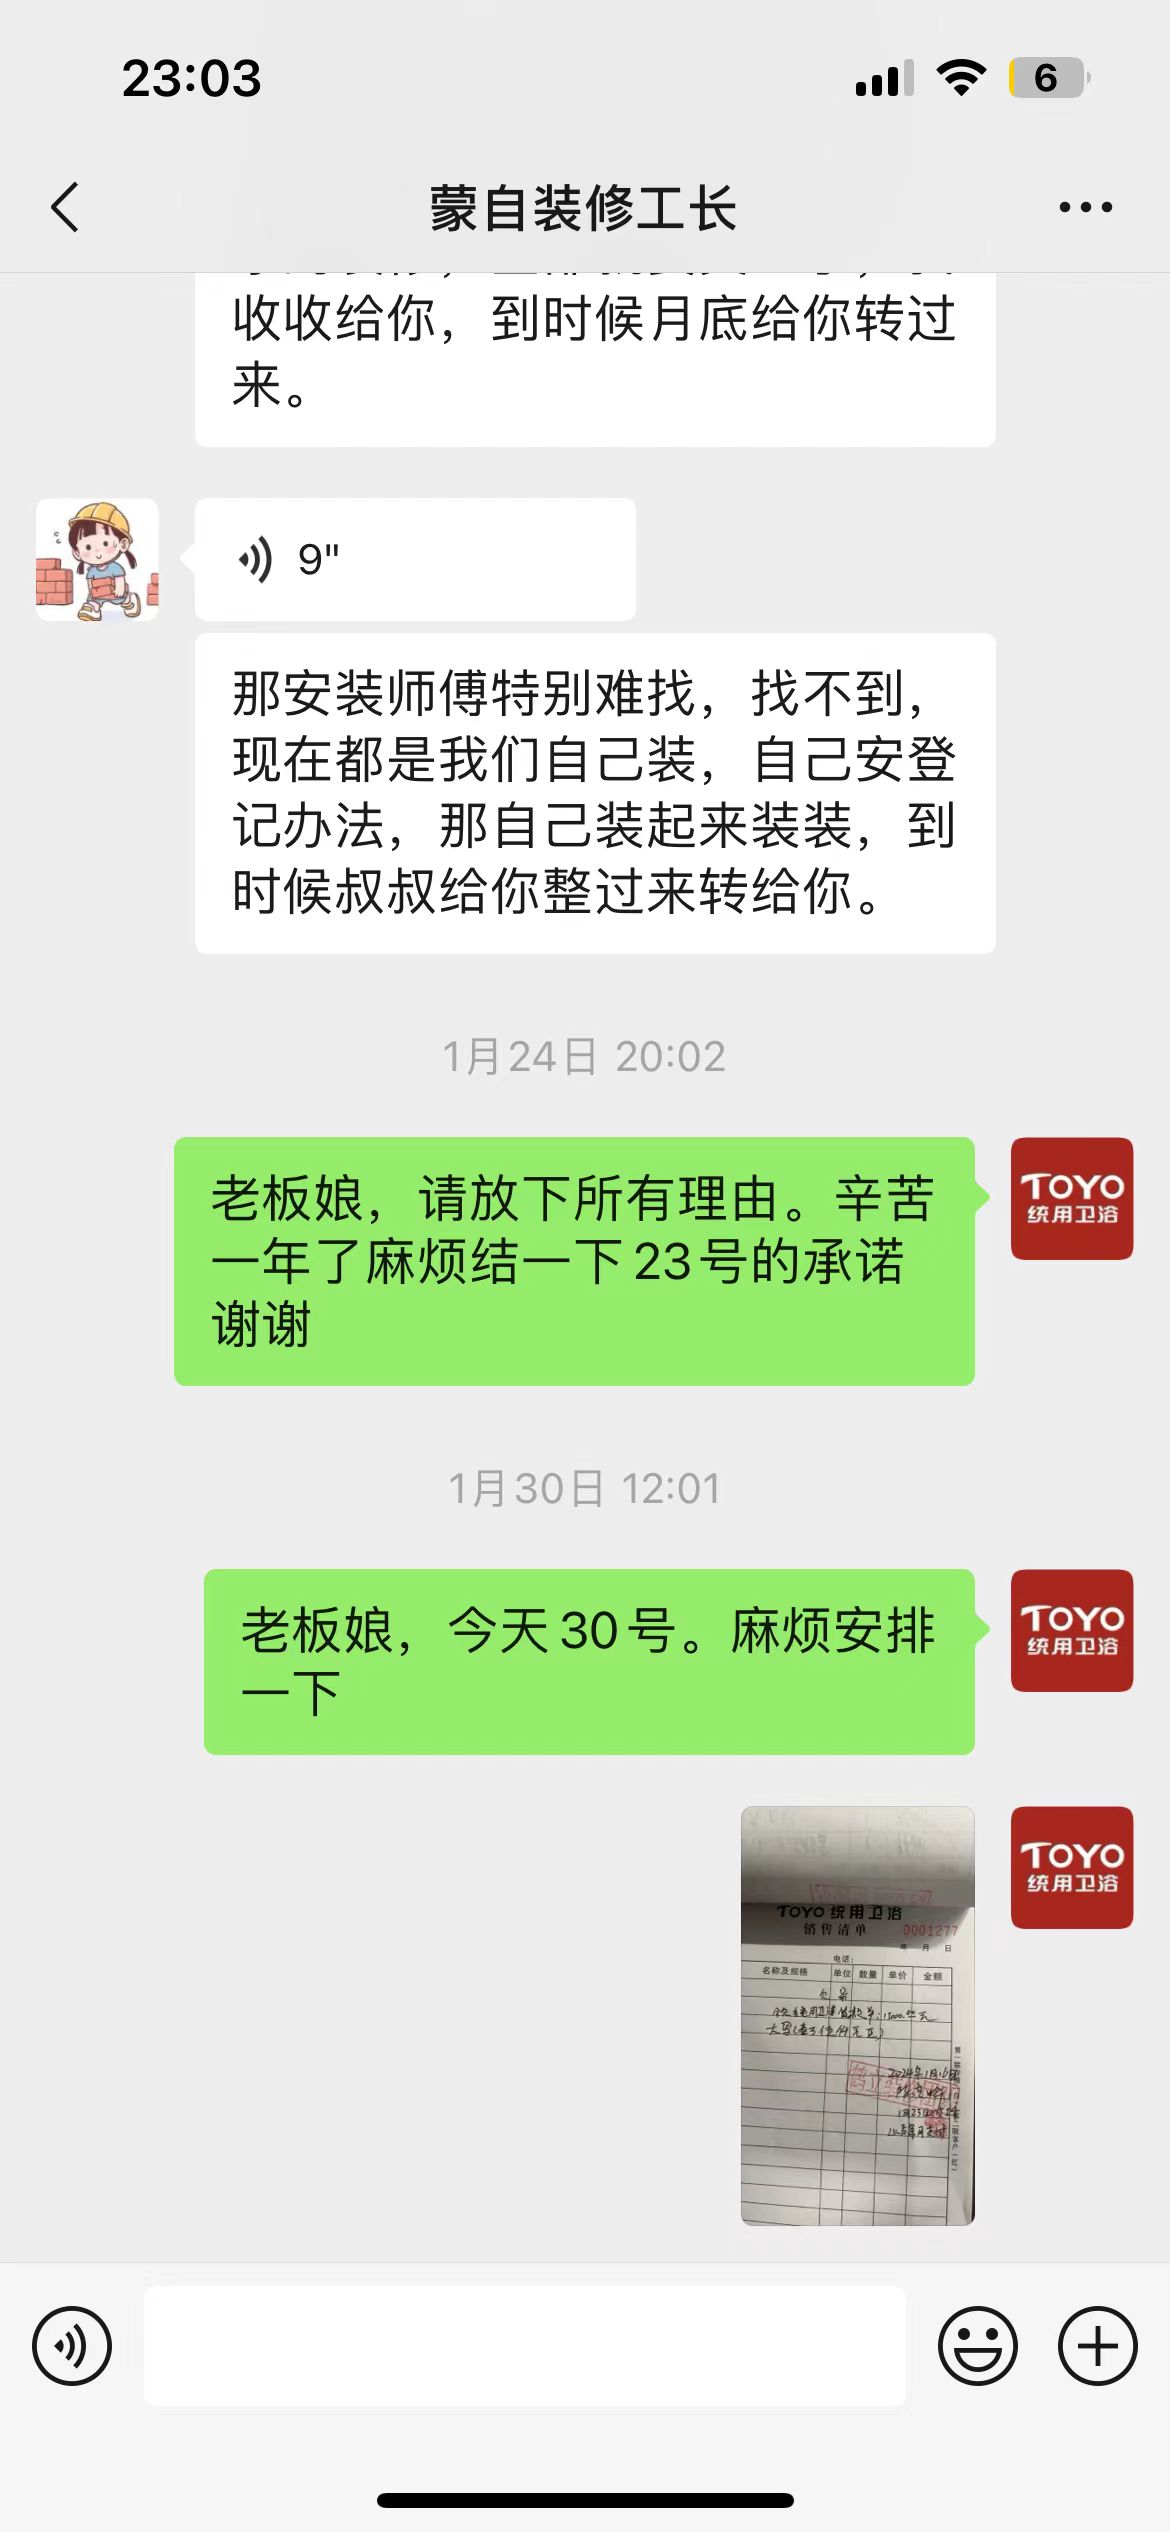 23:03
6
蒙自装修工长
收收给你，到时候月底给你转过
来。
9"
那安装师傅特别难找，找不到，
现在都是我们自己装，自己安登
记办法，那自己装起来装装，到
时候叔叔给你整过来转给你。
1月24日 20:02
老板娘，请放下所有理由。辛苦
一年了麻烦结一下23号的承诺
谢谢
TOYO
统用卫浴
1月30日 12:01
老板娘，今天30号。麻烦安排
一下
TOYO
统用卫浴
TOYO
统用卫浴
TOYO 统用卫浴
销售清单 0001277
年 月 日
电话:
名称及规格 单位 数量 单价 金额
欠条
2024年1月16日